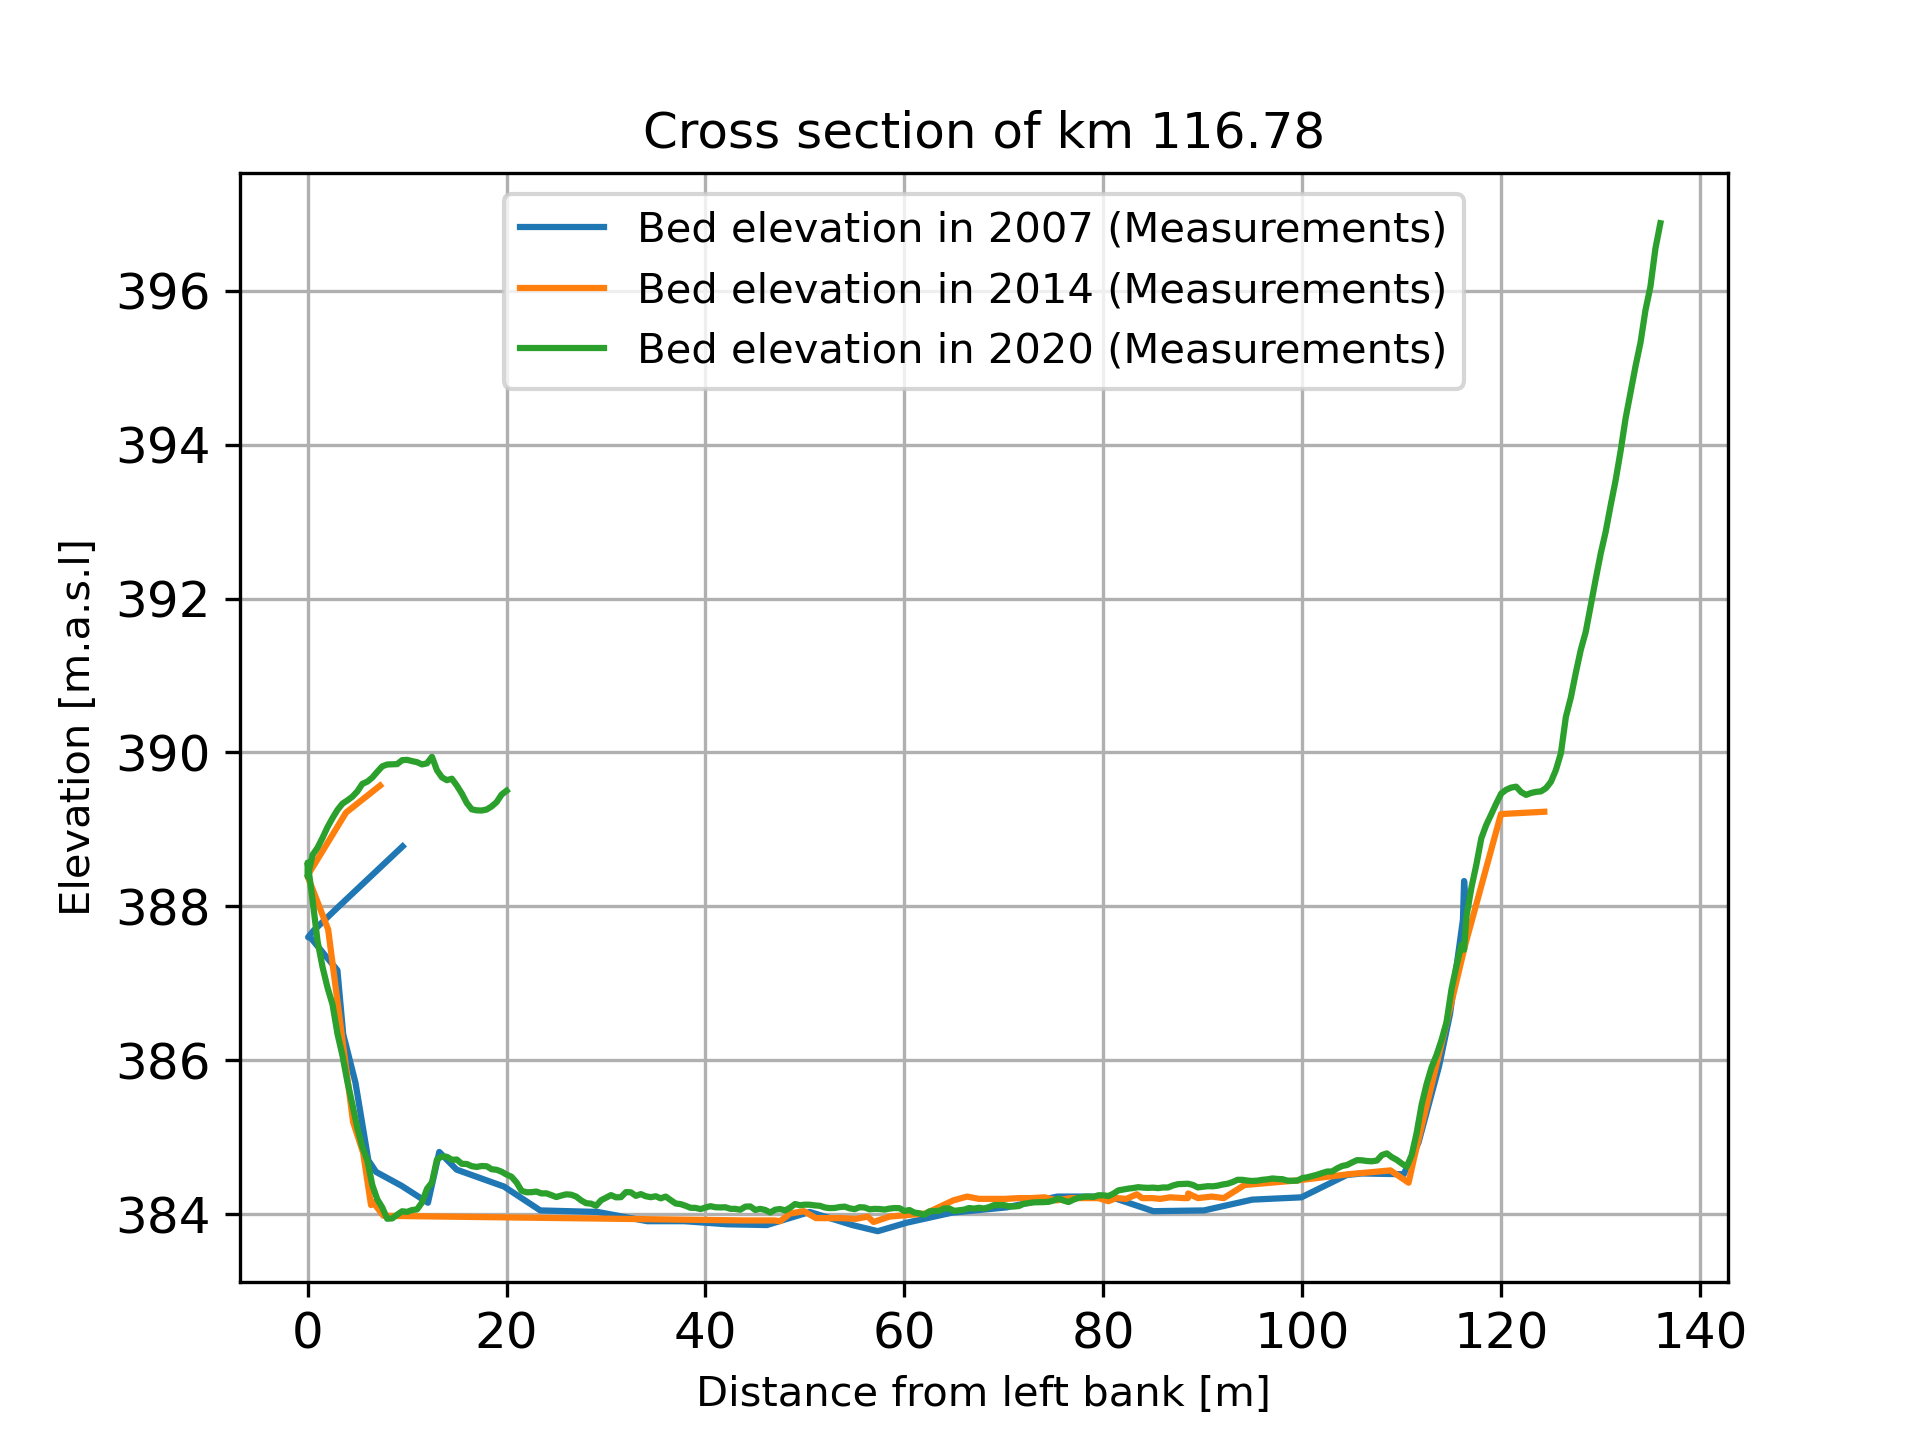 Cross section of km 116.78
Bed elevation in 2007 (Measurements)
Bed elevation in 2014 (Measurements)
Bed elevation in 2020 (Measurements)
Elevation [m.a.s.l]
396
394
392
390
388
386
384
0 20 40 60 80 100 120 140
Distance from left bank [m]